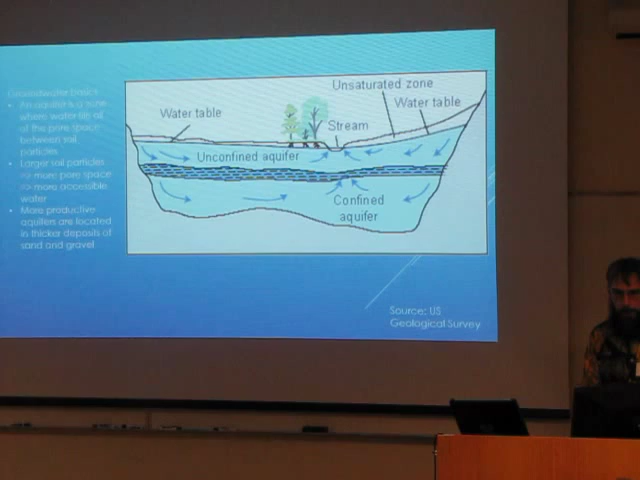 Groundwater basics
An aquifer is a zone
where water fills all
of the pore space
between soil
particles
Larger soil particles
=> more pore space
=> more accessible
water
More productive
aquifers are located
in thicker deposits of
sand and gravel
Unsaturated zone
Water table
Water table
Stream
Unconfined aquifer
Confined
aquifer
Source: US
Geological Survey